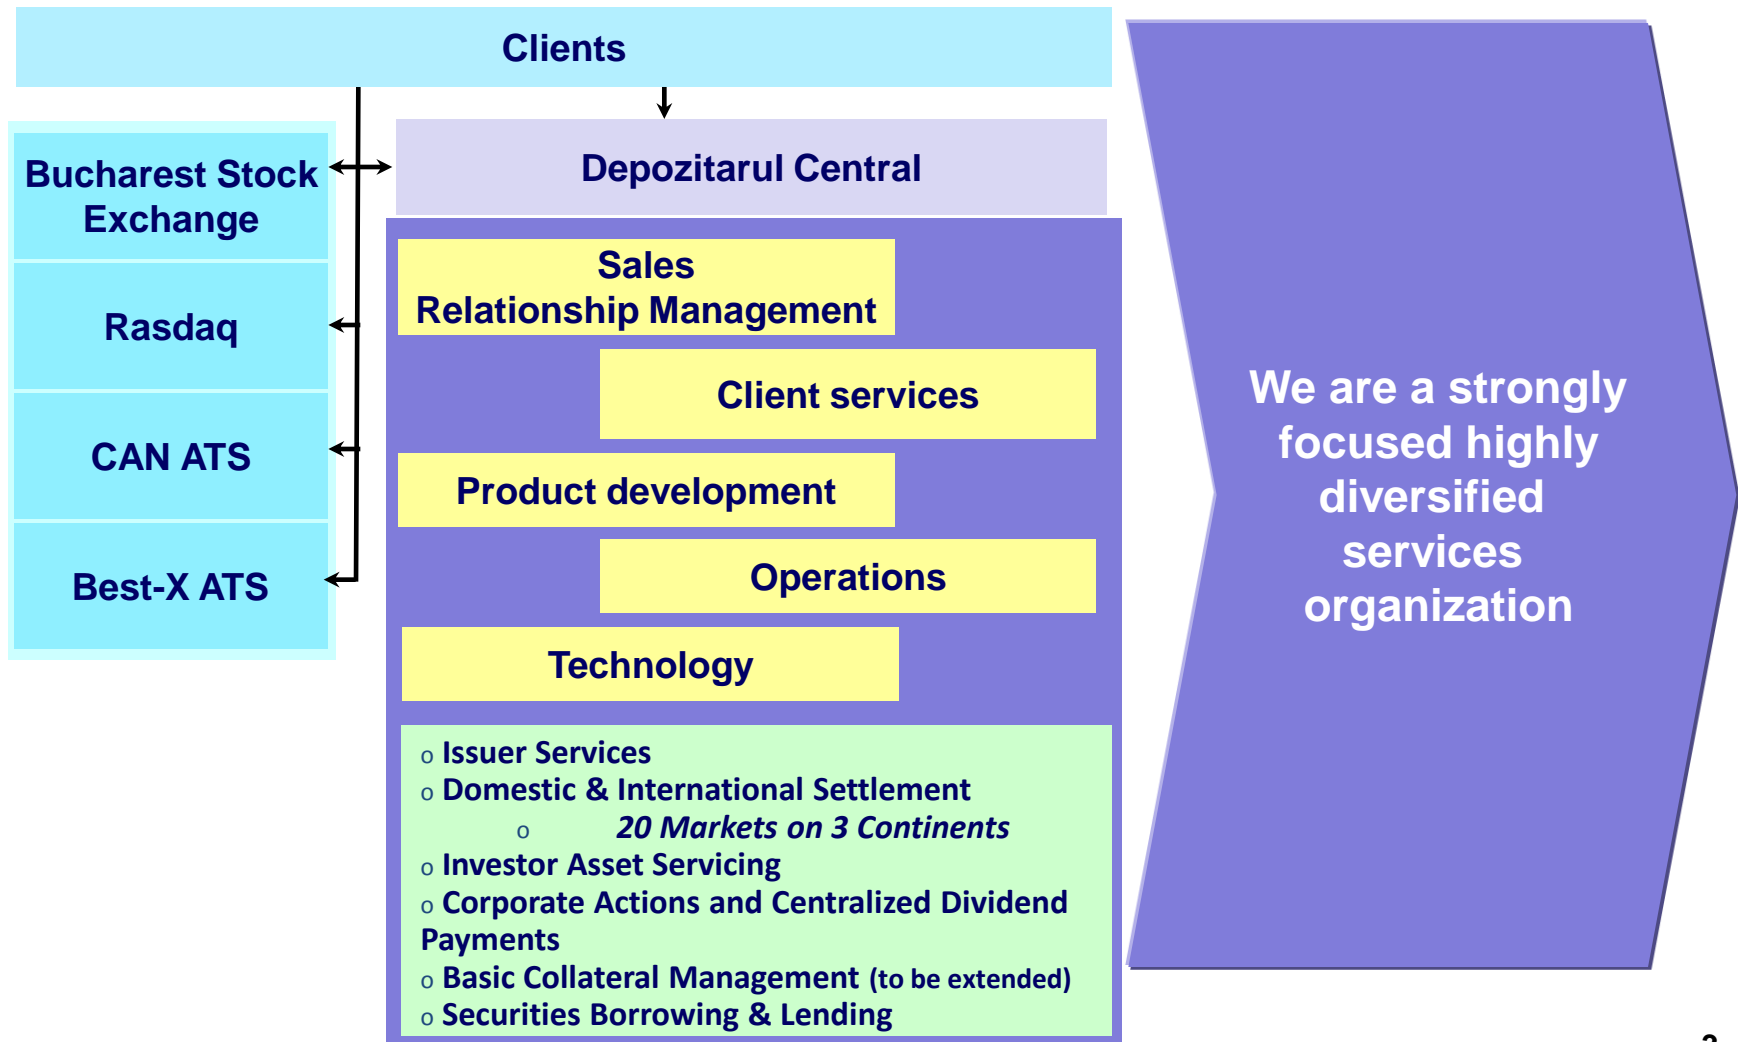 Clients
Bucharest Stock
Exchange
Rasdaq
CAN ATS
Best-X ATS
Depozitarul Central
Sales
Relationship Management
Client services
Product development
Operations
Technology
o Issuer Services
o Domestic & International Settlement
o 20 Markets on 3 Continents
o Investor Asset Servicing
o Corporate Actions and Centralized Dividend
Payments
o Basic Collateral Management (to be extended)
o Securities Borrowing & Lending
We are a strongly
focused highly
diversified
services
organization